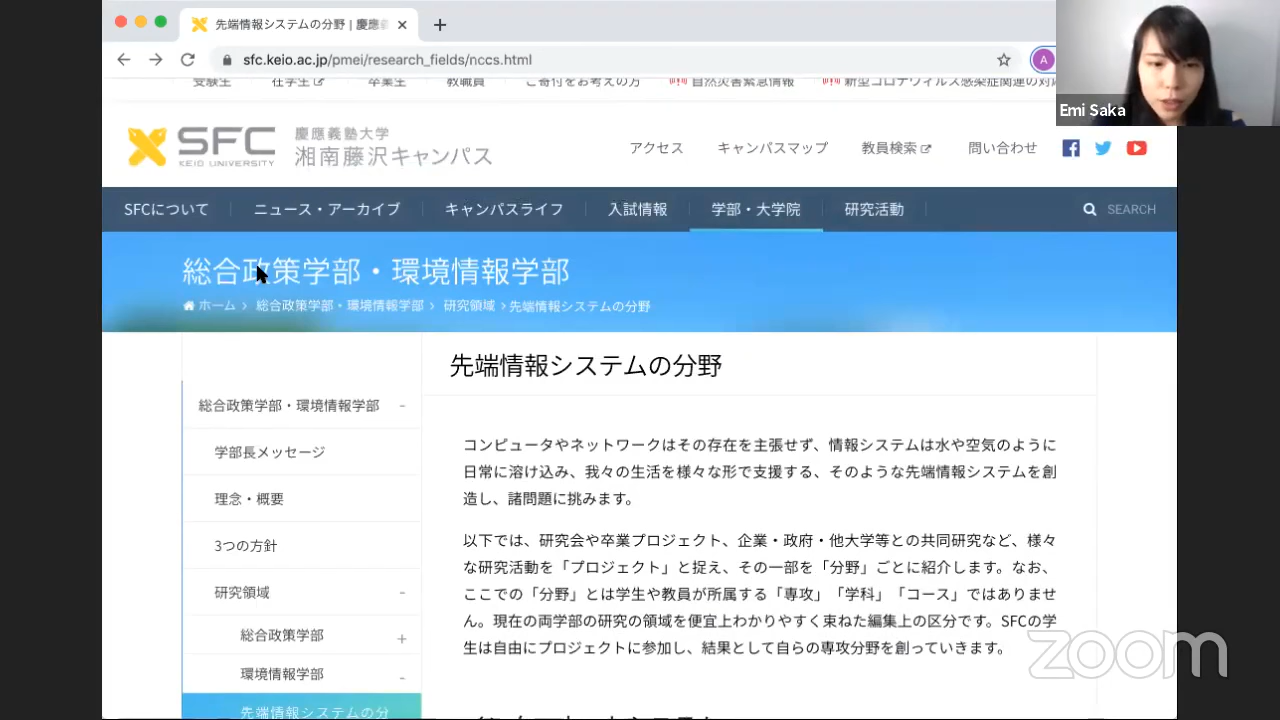 先端情報システムの分野 | 慶應
sfc.keio.ac.jp/pmei/research_fields/nccs.html
A
Emi Saka
受験生 在学生 卒業生 教職員 ご寄付をお考えの方 自然災害緊急情報 新型コロナウィルス感染症関連の対応
SFC
KEIO UNIVERSITY
慶應義塾大学
湘南藤沢キャンパス
アクセス キャンパスマップ 教員検索 問い合わせ
SFCについて ニュース・アーカイブ キャンパスライフ 入試情報 学部・大学院 研究活動 SEARCH
総合政策学部・環境情報学部
ホーム › 総合政策学部・環境情報学部 › 研究領域 › 先端情報システムの分野
先端情報システムの分野
総合政策学部・環境情報学部 -
学部長メッセージ
理念・概要
3つの方針
研究領域 -
総合政策学部 +
環境情報学部 -
先端情報システムの分
コンピュータやネットワークはその存在を主張せず、情報システムは水や空気のように
日常に溶け込み、我々の生活を様々な形で支援する、そのような先端情報システムを創
造し、諸問題に挑みます。
以下では、研究会や卒業プロジェクト、企業・政府・他大学等との共同研究など、様々
な研究活動を「プロジェクト」と捉え、その一部を「分野」ごとに紹介します。なお、
ここでの「分野」とは学生や教員が所属する「専攻」「学科」「コース」ではありませ
ん。現在の両学部の研究の領域を便宜上わかりやすく束ねた編集上の区分です。SFCの学
生は自由にプロジェクトに参加し、結果として自らの専攻分野を創っていきます。
zoom